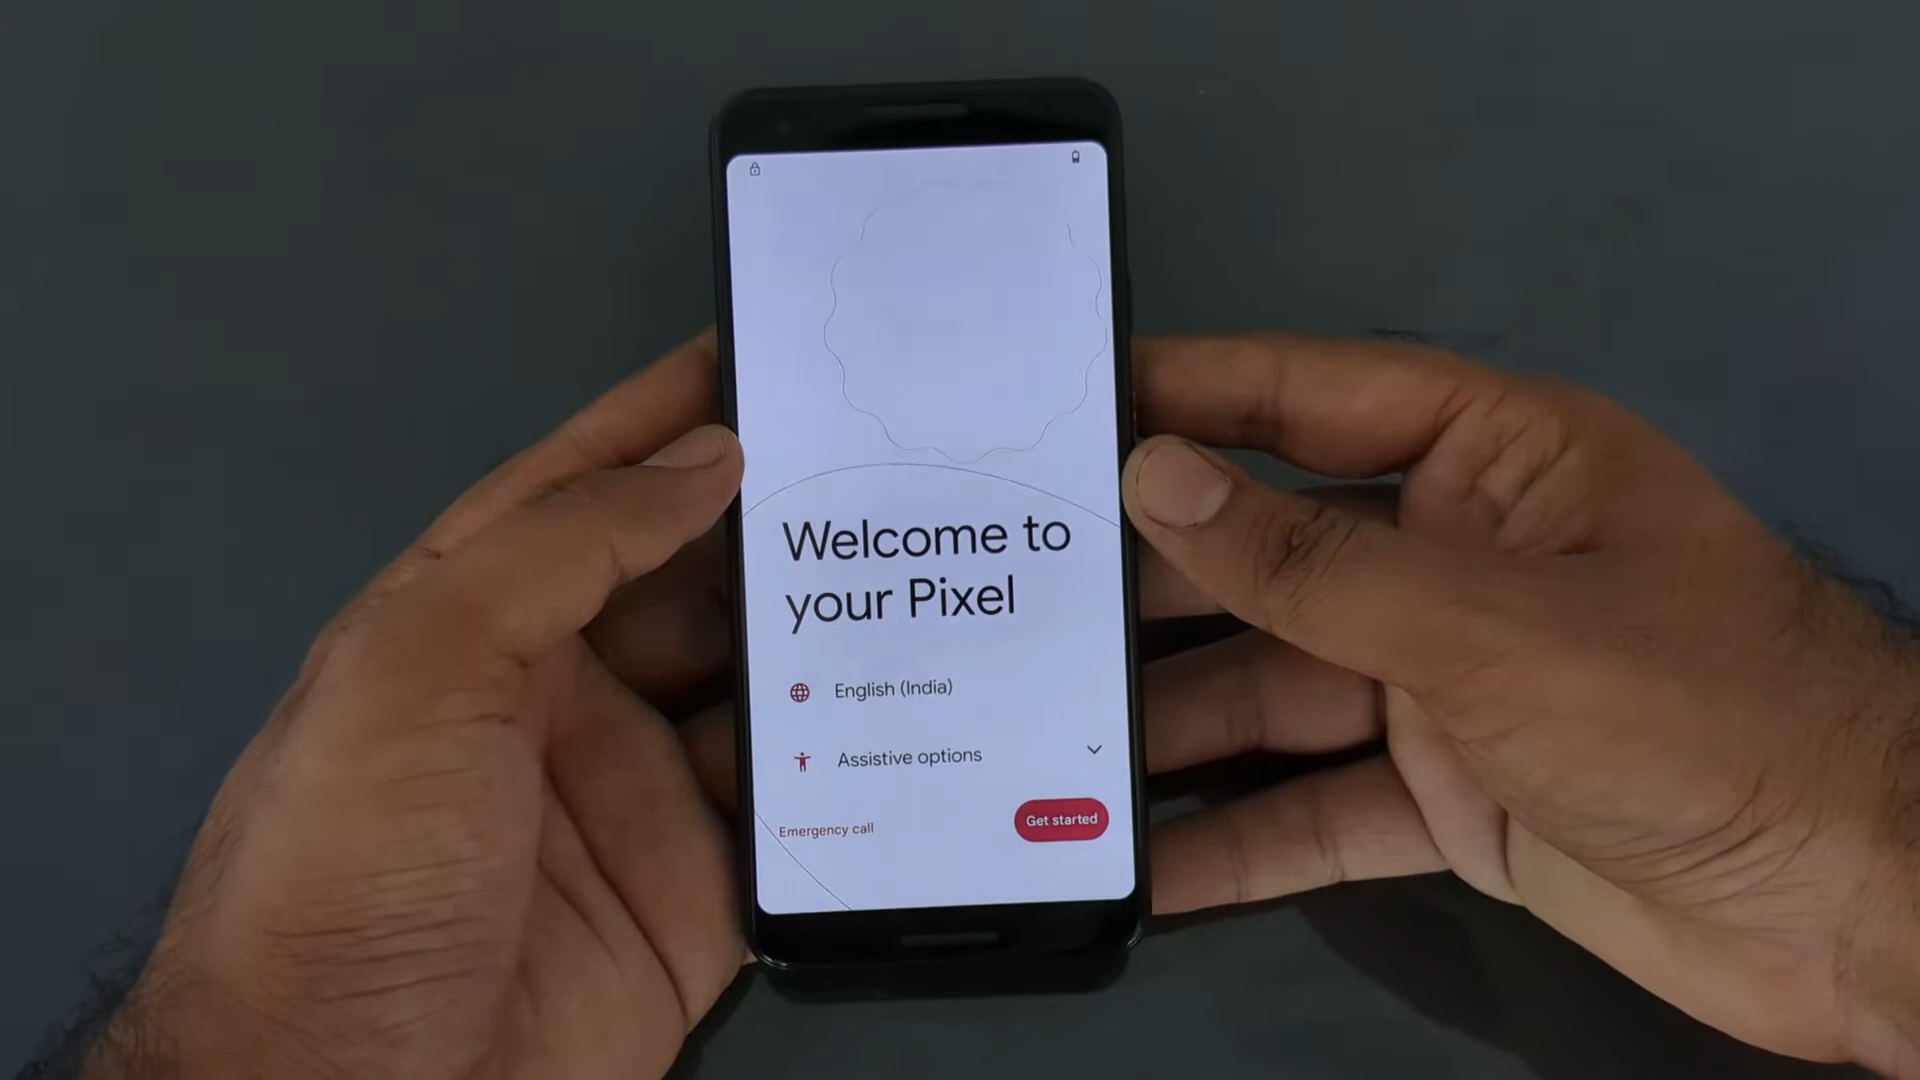 Welcome to
your Pixel
English (India)
Assistive options
Emergency call
Get started